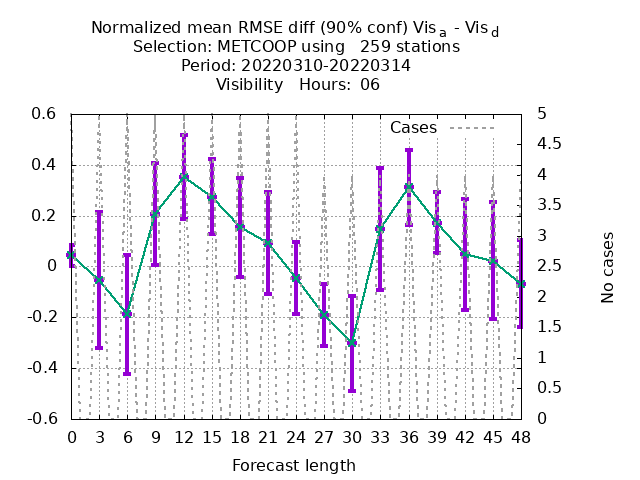 Normalized mean RMSE diff (90% conf) Vis a - Vis d
Selection: METCOOP using   259 stations
Period: 20220310-20220314
Visibility   Hours: 06
Cases
0.6
0.4
0.2
0
-0.2
-0.4
-0.6
5
4.5
4
3.5
3
2.5
2
1.5
1
0.5
0
No cases
0 3 6 9 12 15 18 21 24 27 30 33 36 39 42 45 48
Forecast length